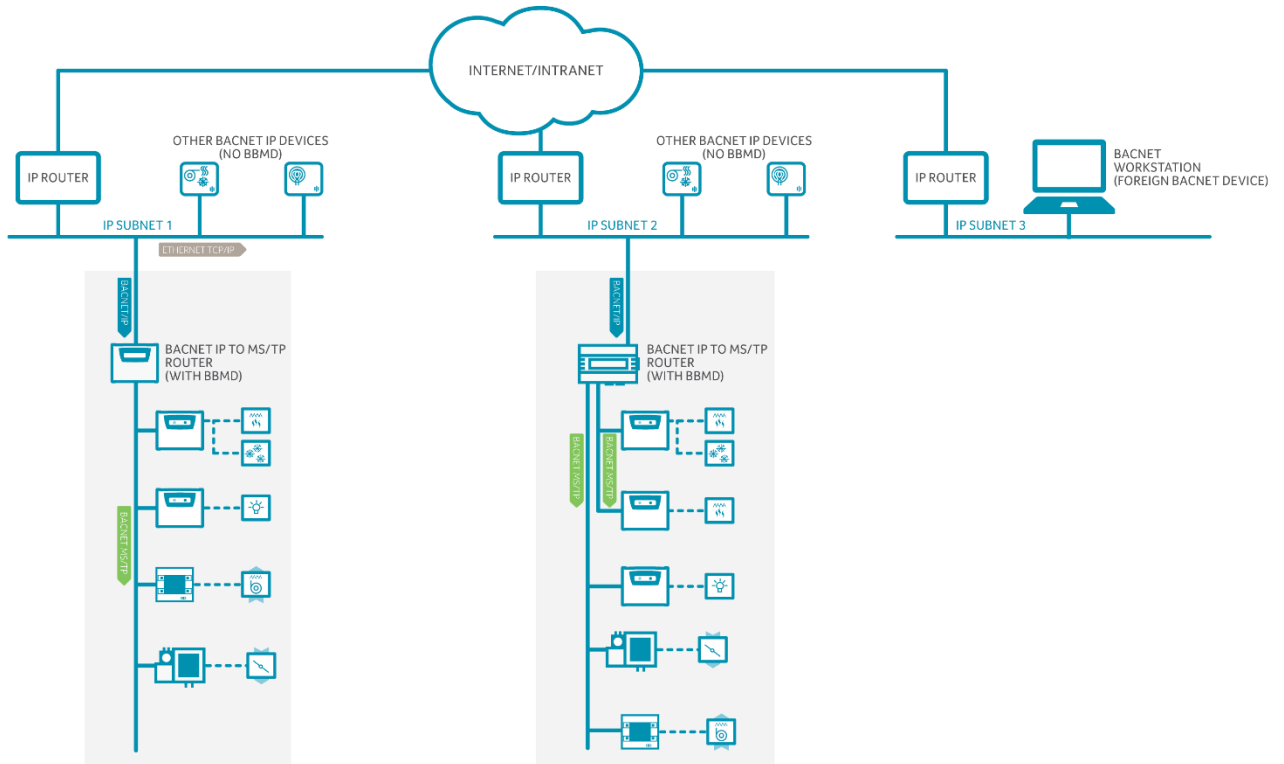 INTERNET/INTRANET
OTHER BACNET IP DEVICES
(NO BBMD)
OTHER BACNET IP DEVICES
(NO BBMD)
IP ROUTER
IP ROUTER
IP ROUTER
BACNET
WORKSTATION
(FOREIGN BACNET DEVICE)
IP SUBNET 1
IP SUBNET 2
IP SUBNET 3
ETHERNET TCP/IP
BACNET/IP
BACNET/IP
BACNET IP TO MS/TP
ROUTER
(WITH BBMD)
BACNET IP TO MS/TP
ROUTER
(WITH BBMD)
BACNET MS/TP
BACNET MS/TP
BACNET MS/TP